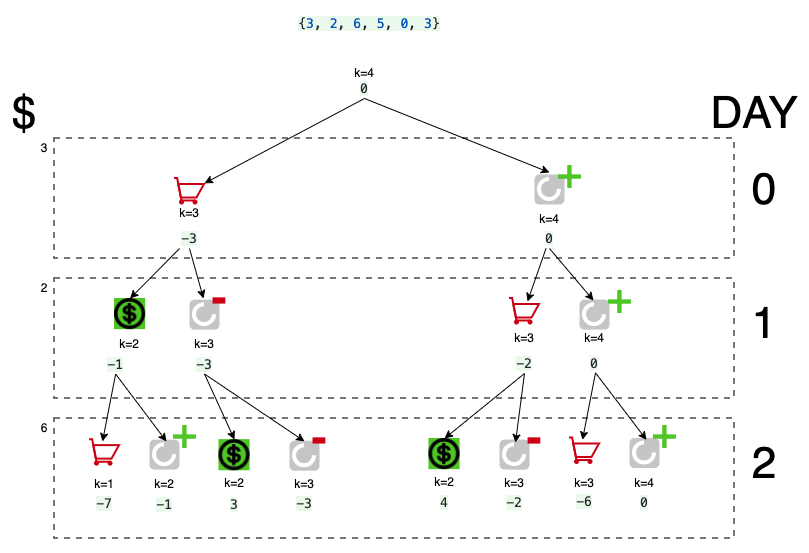 {3, 2, 6, 5, 0, 3}
k=4
0
$ DAY
3
0
k=3 k=4
-3 0
2
1
$
k=2 k=3 k=3 k=4
-1 -3 -2 0
6
2
$ $
k=1 k=2 k=2 k=3 k=2 k=3 k=3 k=4
-7 -1 3 -3 4 -2 -6 0